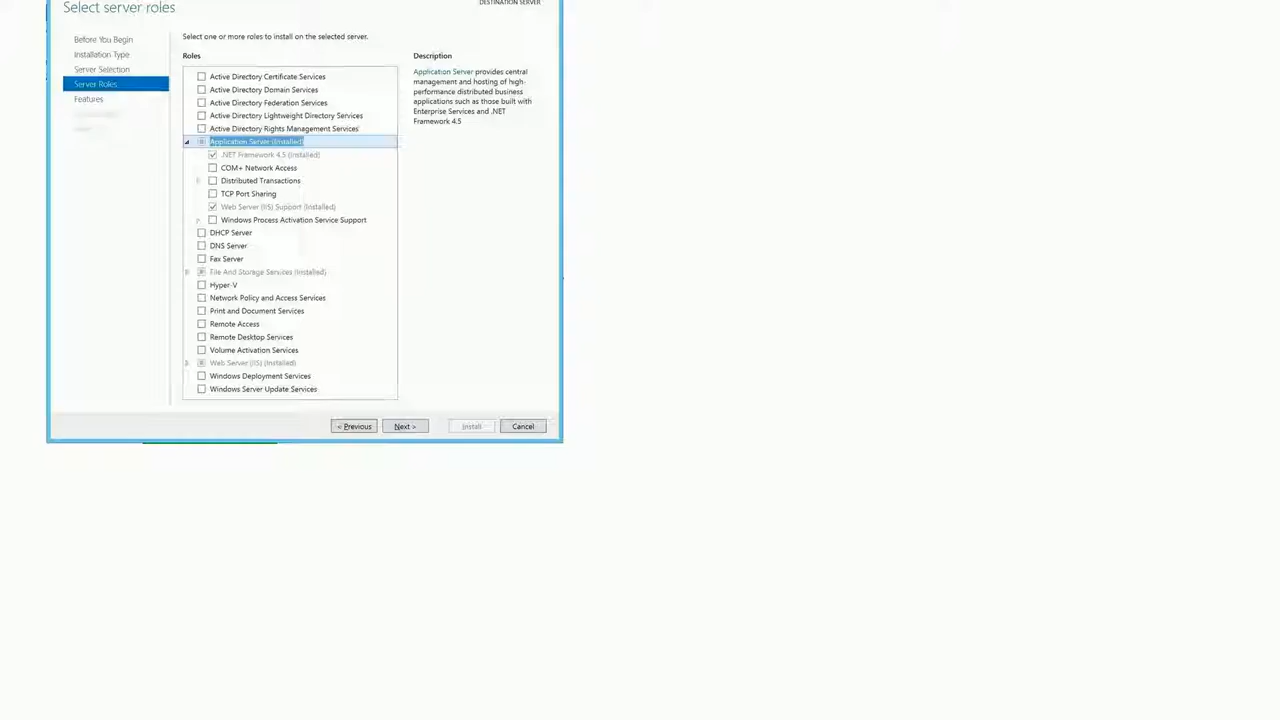 Select server roles
DESTINATION SERVER
Before You Begin
Installation Type
Server Selection
Server Roles
Features
Select one or more roles to install on the selected server.
Roles
Active Directory Certificate Services
Active Directory Domain Services
Active Directory Federation Services
Active Directory Lightweight Directory Services
Active Directory Rights Management Services
Application Server (Installed)
.NET Framework 4.5 (Installed)
COM+ Network Access
Distributed Transactions
TCP Port Sharing
Web Server (IIS) Support (Installed)
Windows Process Activation Service Support
DHCP Server
DNS Server
Fax Server
File And Storage Services (Installed)
Hyper-V
Network Policy and Access Services
Print and Document Services
Remote Access
Remote Desktop Services
Volume Activation Services
Web Server (IIS) (Installed)
Windows Deployment Services
Windows Server Update Services
Description
Application Server provides central
management and hosting of high-
performance distributed business
applications such as those built with
Enterprise Services and .NET
Framework 4.5
< Previous
Next >
Install
Cancel